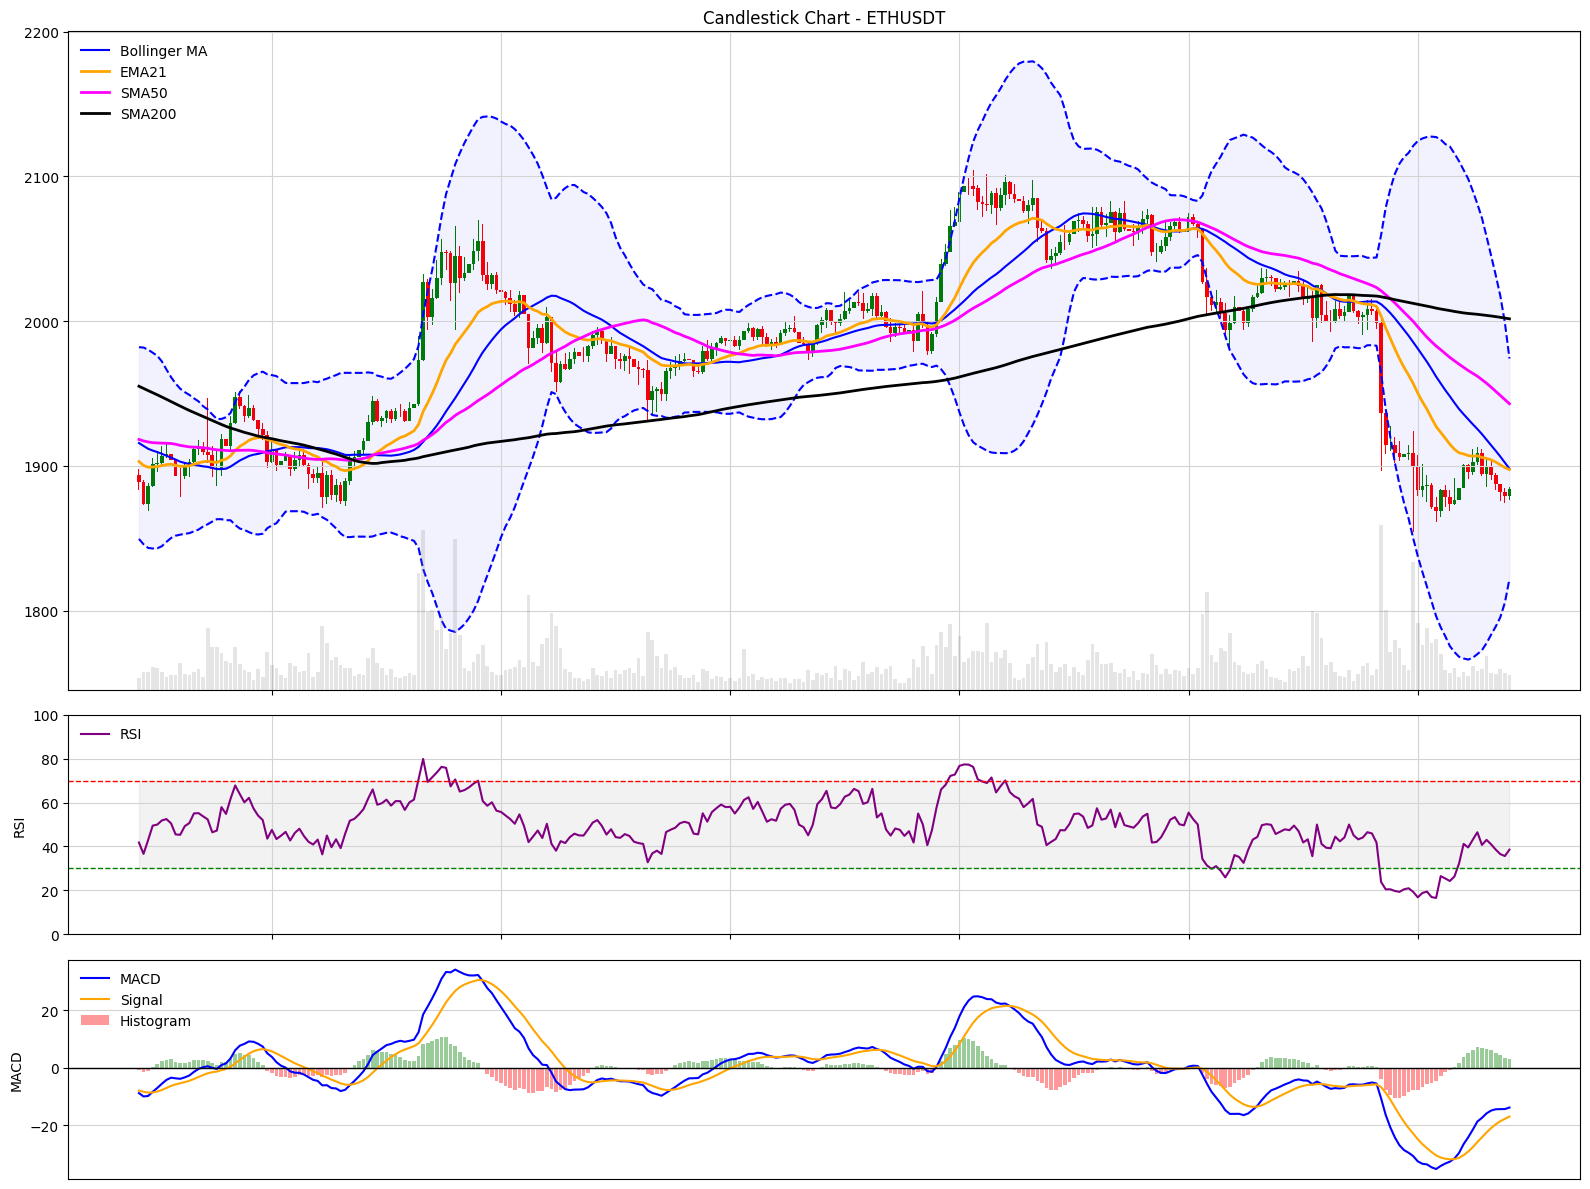 Candlestick Chart - ETHUSDT
2200
2100
2000
1900
1800
Bollinger MA
EMA21
SMA50
SMA200
100
80
60
40
20
0
RSI
RSI
20
0
−20
MACD
MACD
Signal
Histogram